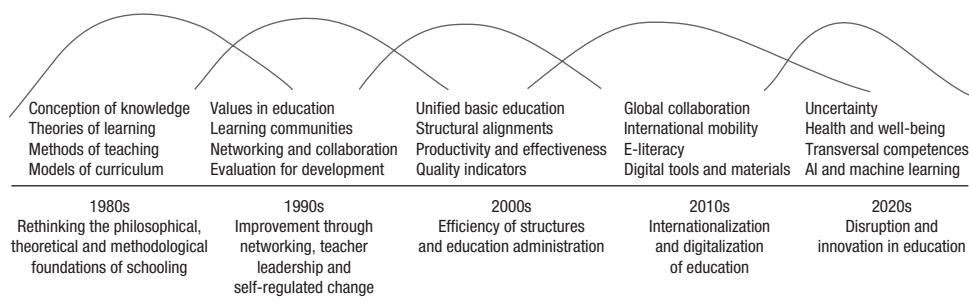 Conception of knowledge
Theories of learning
Methods of teaching
Models of curriculum
Values in education
Learning communities
Networking and collaboration
Evaluation for development
Unified basic education
Structural alignments
Productivity and effectiveness
Quality indicators
Global collaboration
International mobility
E-literacy
Digital tools and materials
Uncertainty
Health and well-being
Transversal competences
AI and machine learning
1980s
Rethinking the philosophical,
theoretical and methodological
foundations of schooling
1990s
Improvement through
networking, teacher
leadership and
self-regulated change
2000s
Efficiency of structures
and education administration
2010s
Internationalization
and digitalization
of education
2020s
Disruption and
innovation in education